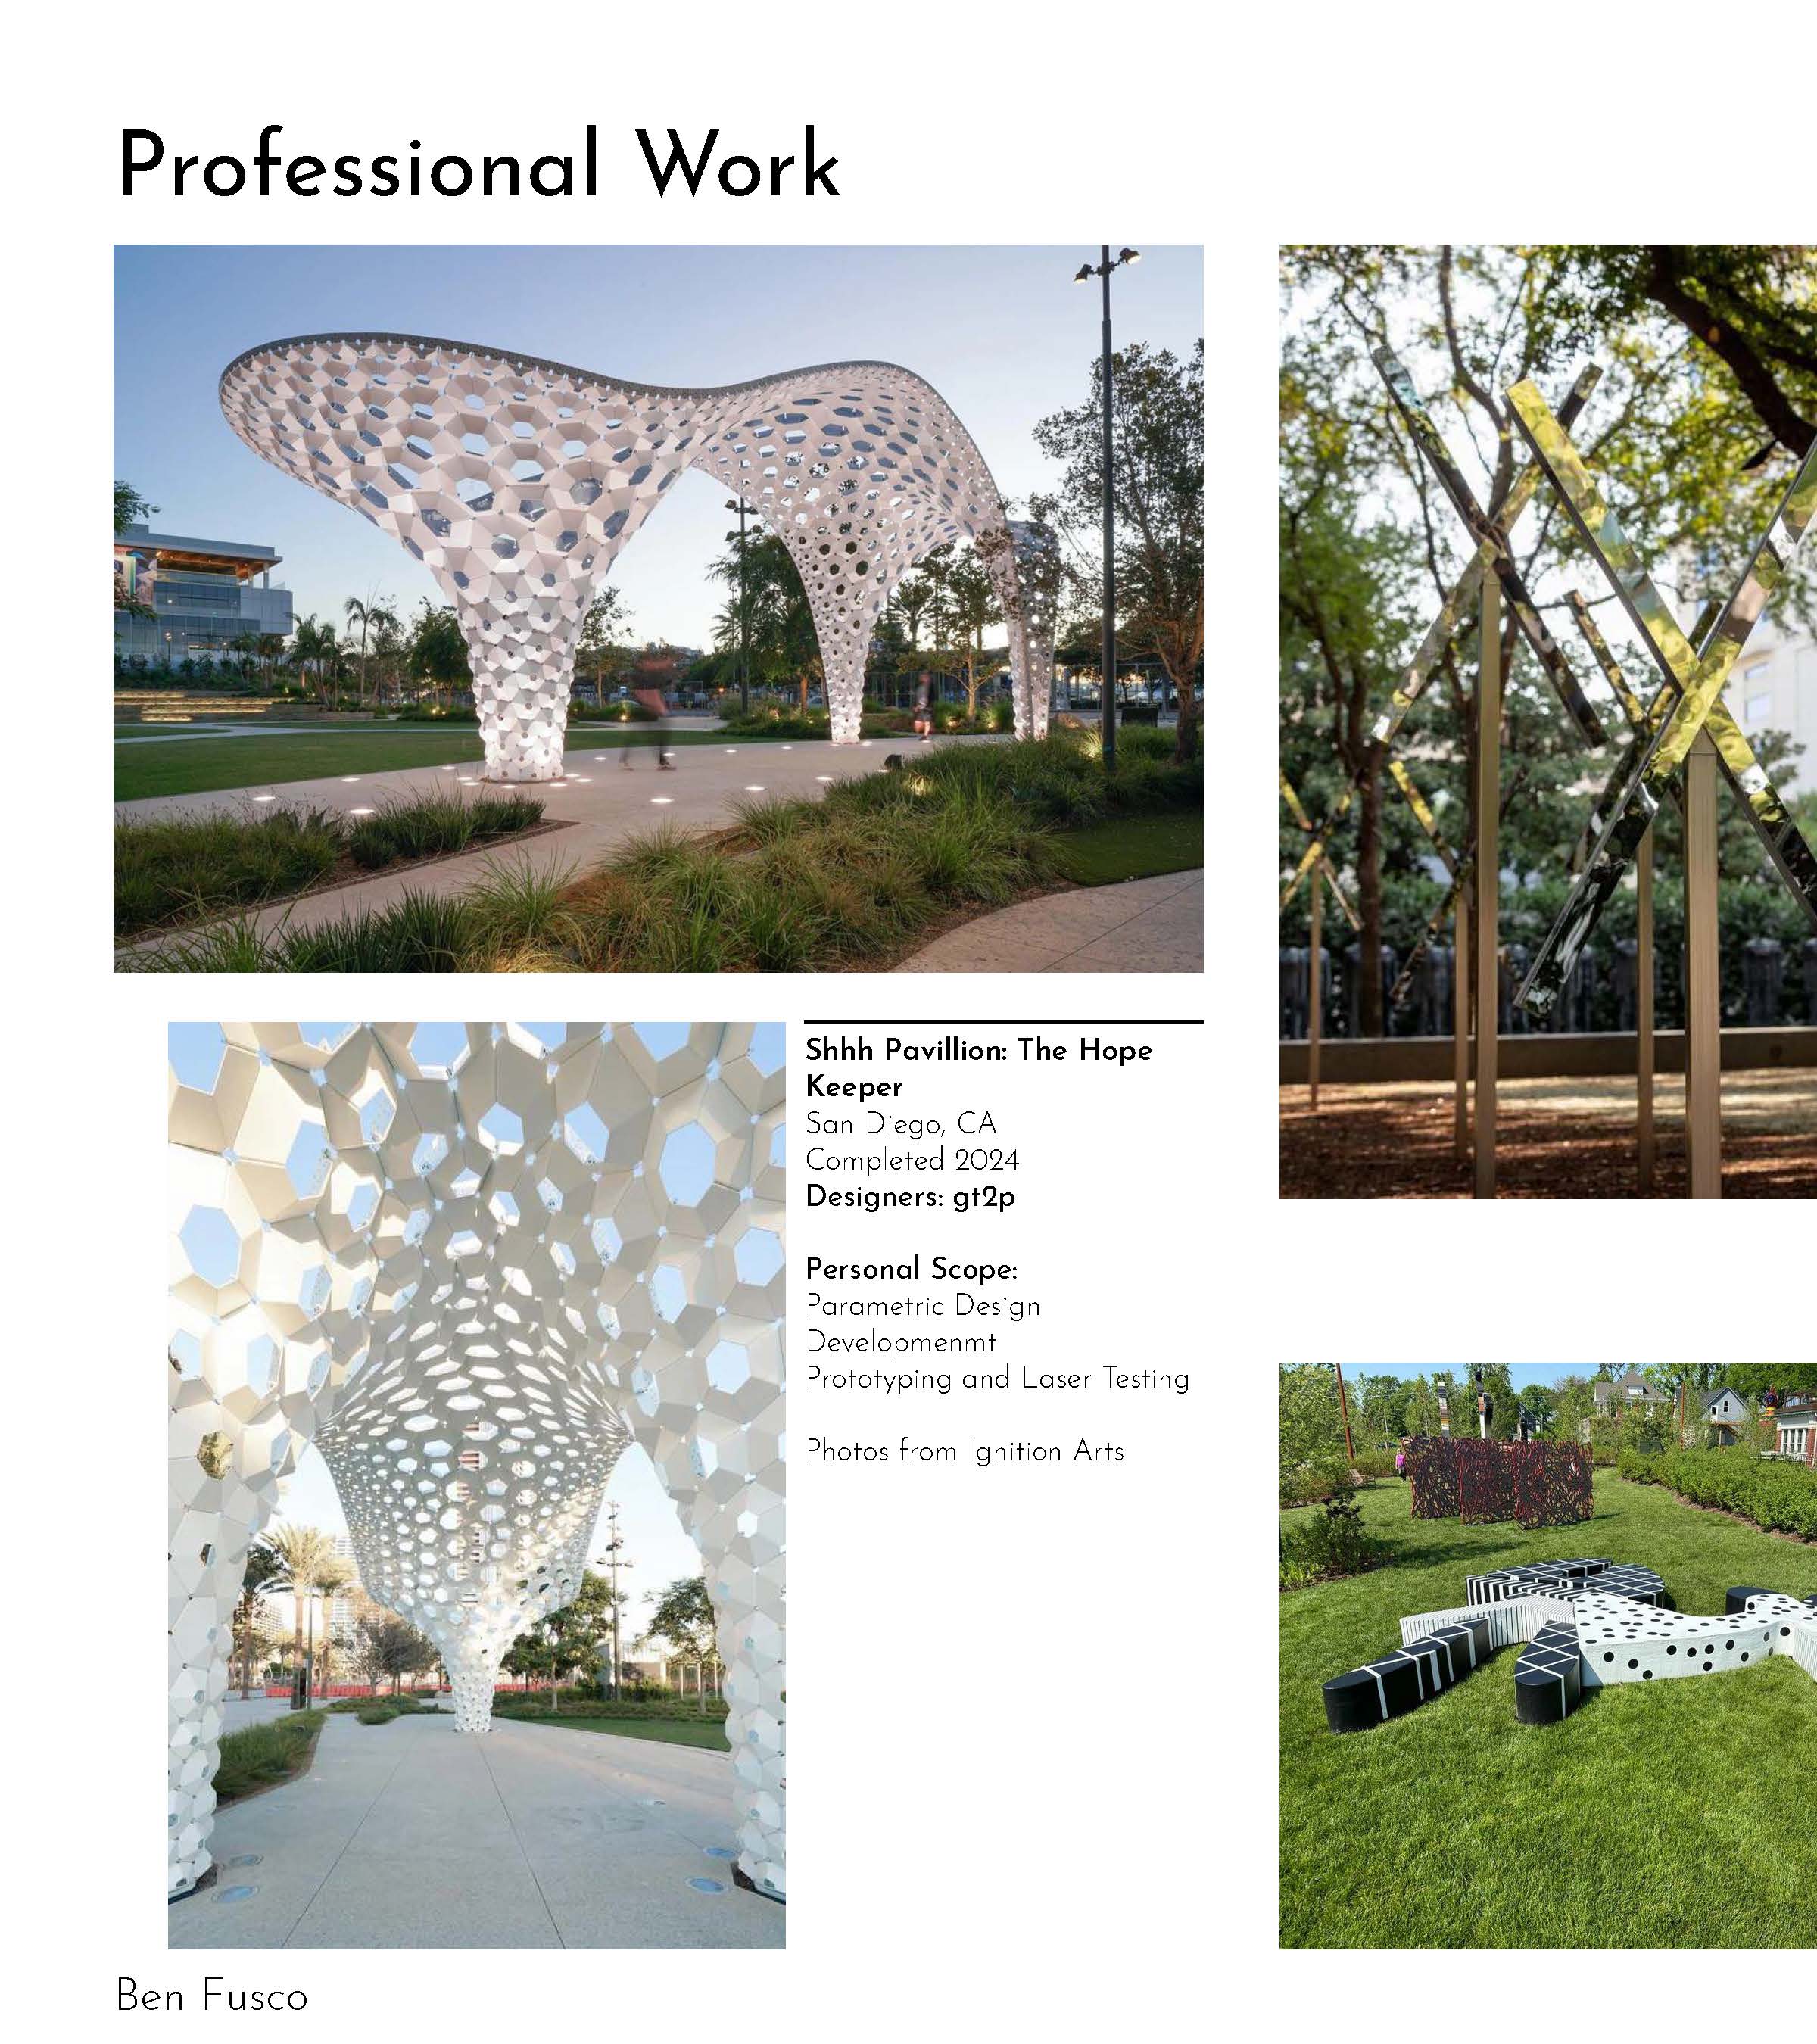 Professional Work
Shhh Pavillion: The Hope
Keeper
San Diego, CA
Completed 2024
Designers: gt2p
Personal Scope:
Parametric Design
Developmenmt
Prototyping and Laser Testing
Photos from Ignition Arts
Ben Fusco